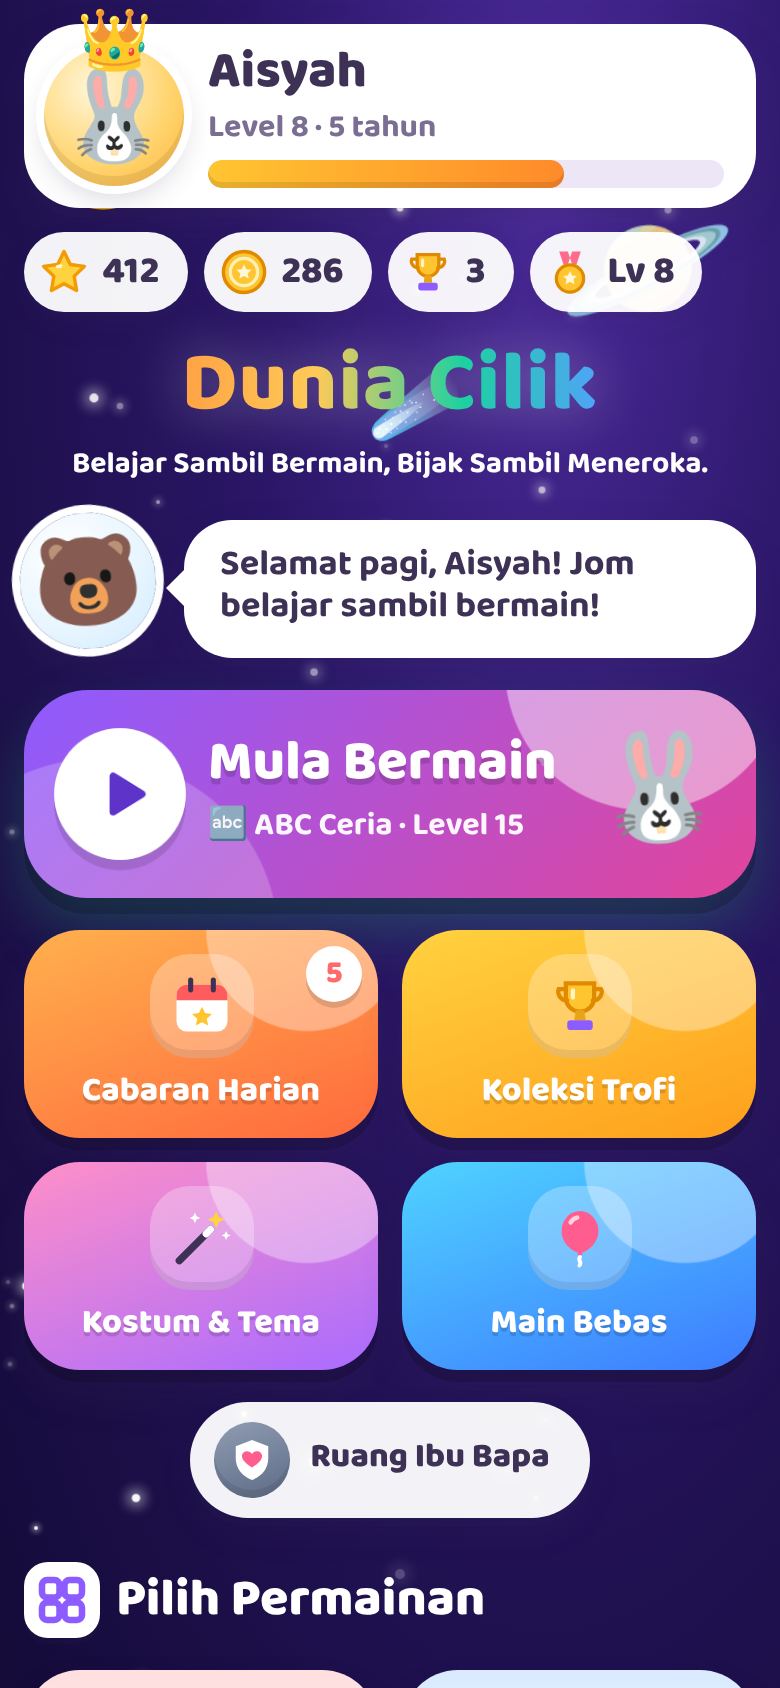 Aisyah
Level 8 · 5 tahun
412
286
3
Lv 8
Dunia Cilik
Belajar Sambil Bermain, Bijak Sambil Meneroka.
Selamat pagi, Aisyah! Jom
belajar sambil bermain!
Mula Bermain
abc ABC Ceria · Level 15
5
Cabaran Harian
Koleksi Trofi
Kostum & Tema
Main Bebas
Ruang Ibu Bapa
Pilih Permainan